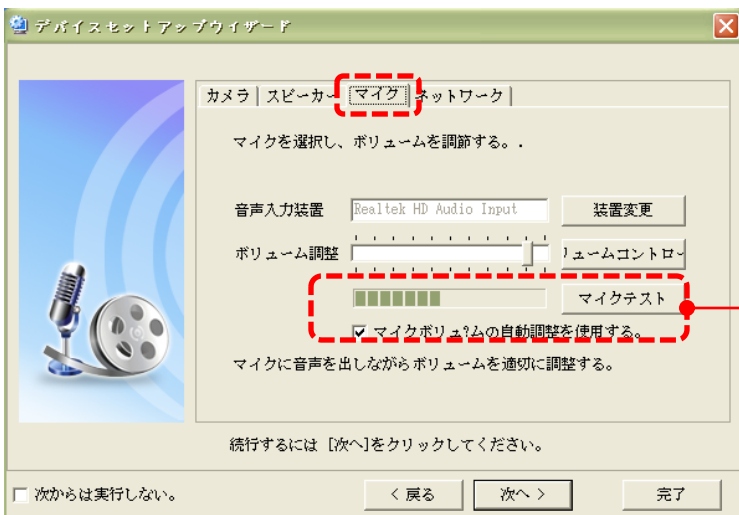 デバイスセットアップウィザード
カメラ スピーカー マイク ネットワーク
マイクを選択し、ボリュームを調節する。.
音声入力装置 Realtek HD Audio Input 装置変更
ボリューム調整 リュームコントロー
マイクテスト
マイクボリュ?ムの自動調整を使用する。
マイクに音声を出しながらボリュームを適切に調整する。
続行するには [次へ]をクリックしてください。
次からは実行しない。 < 戻る 次へ > 完了